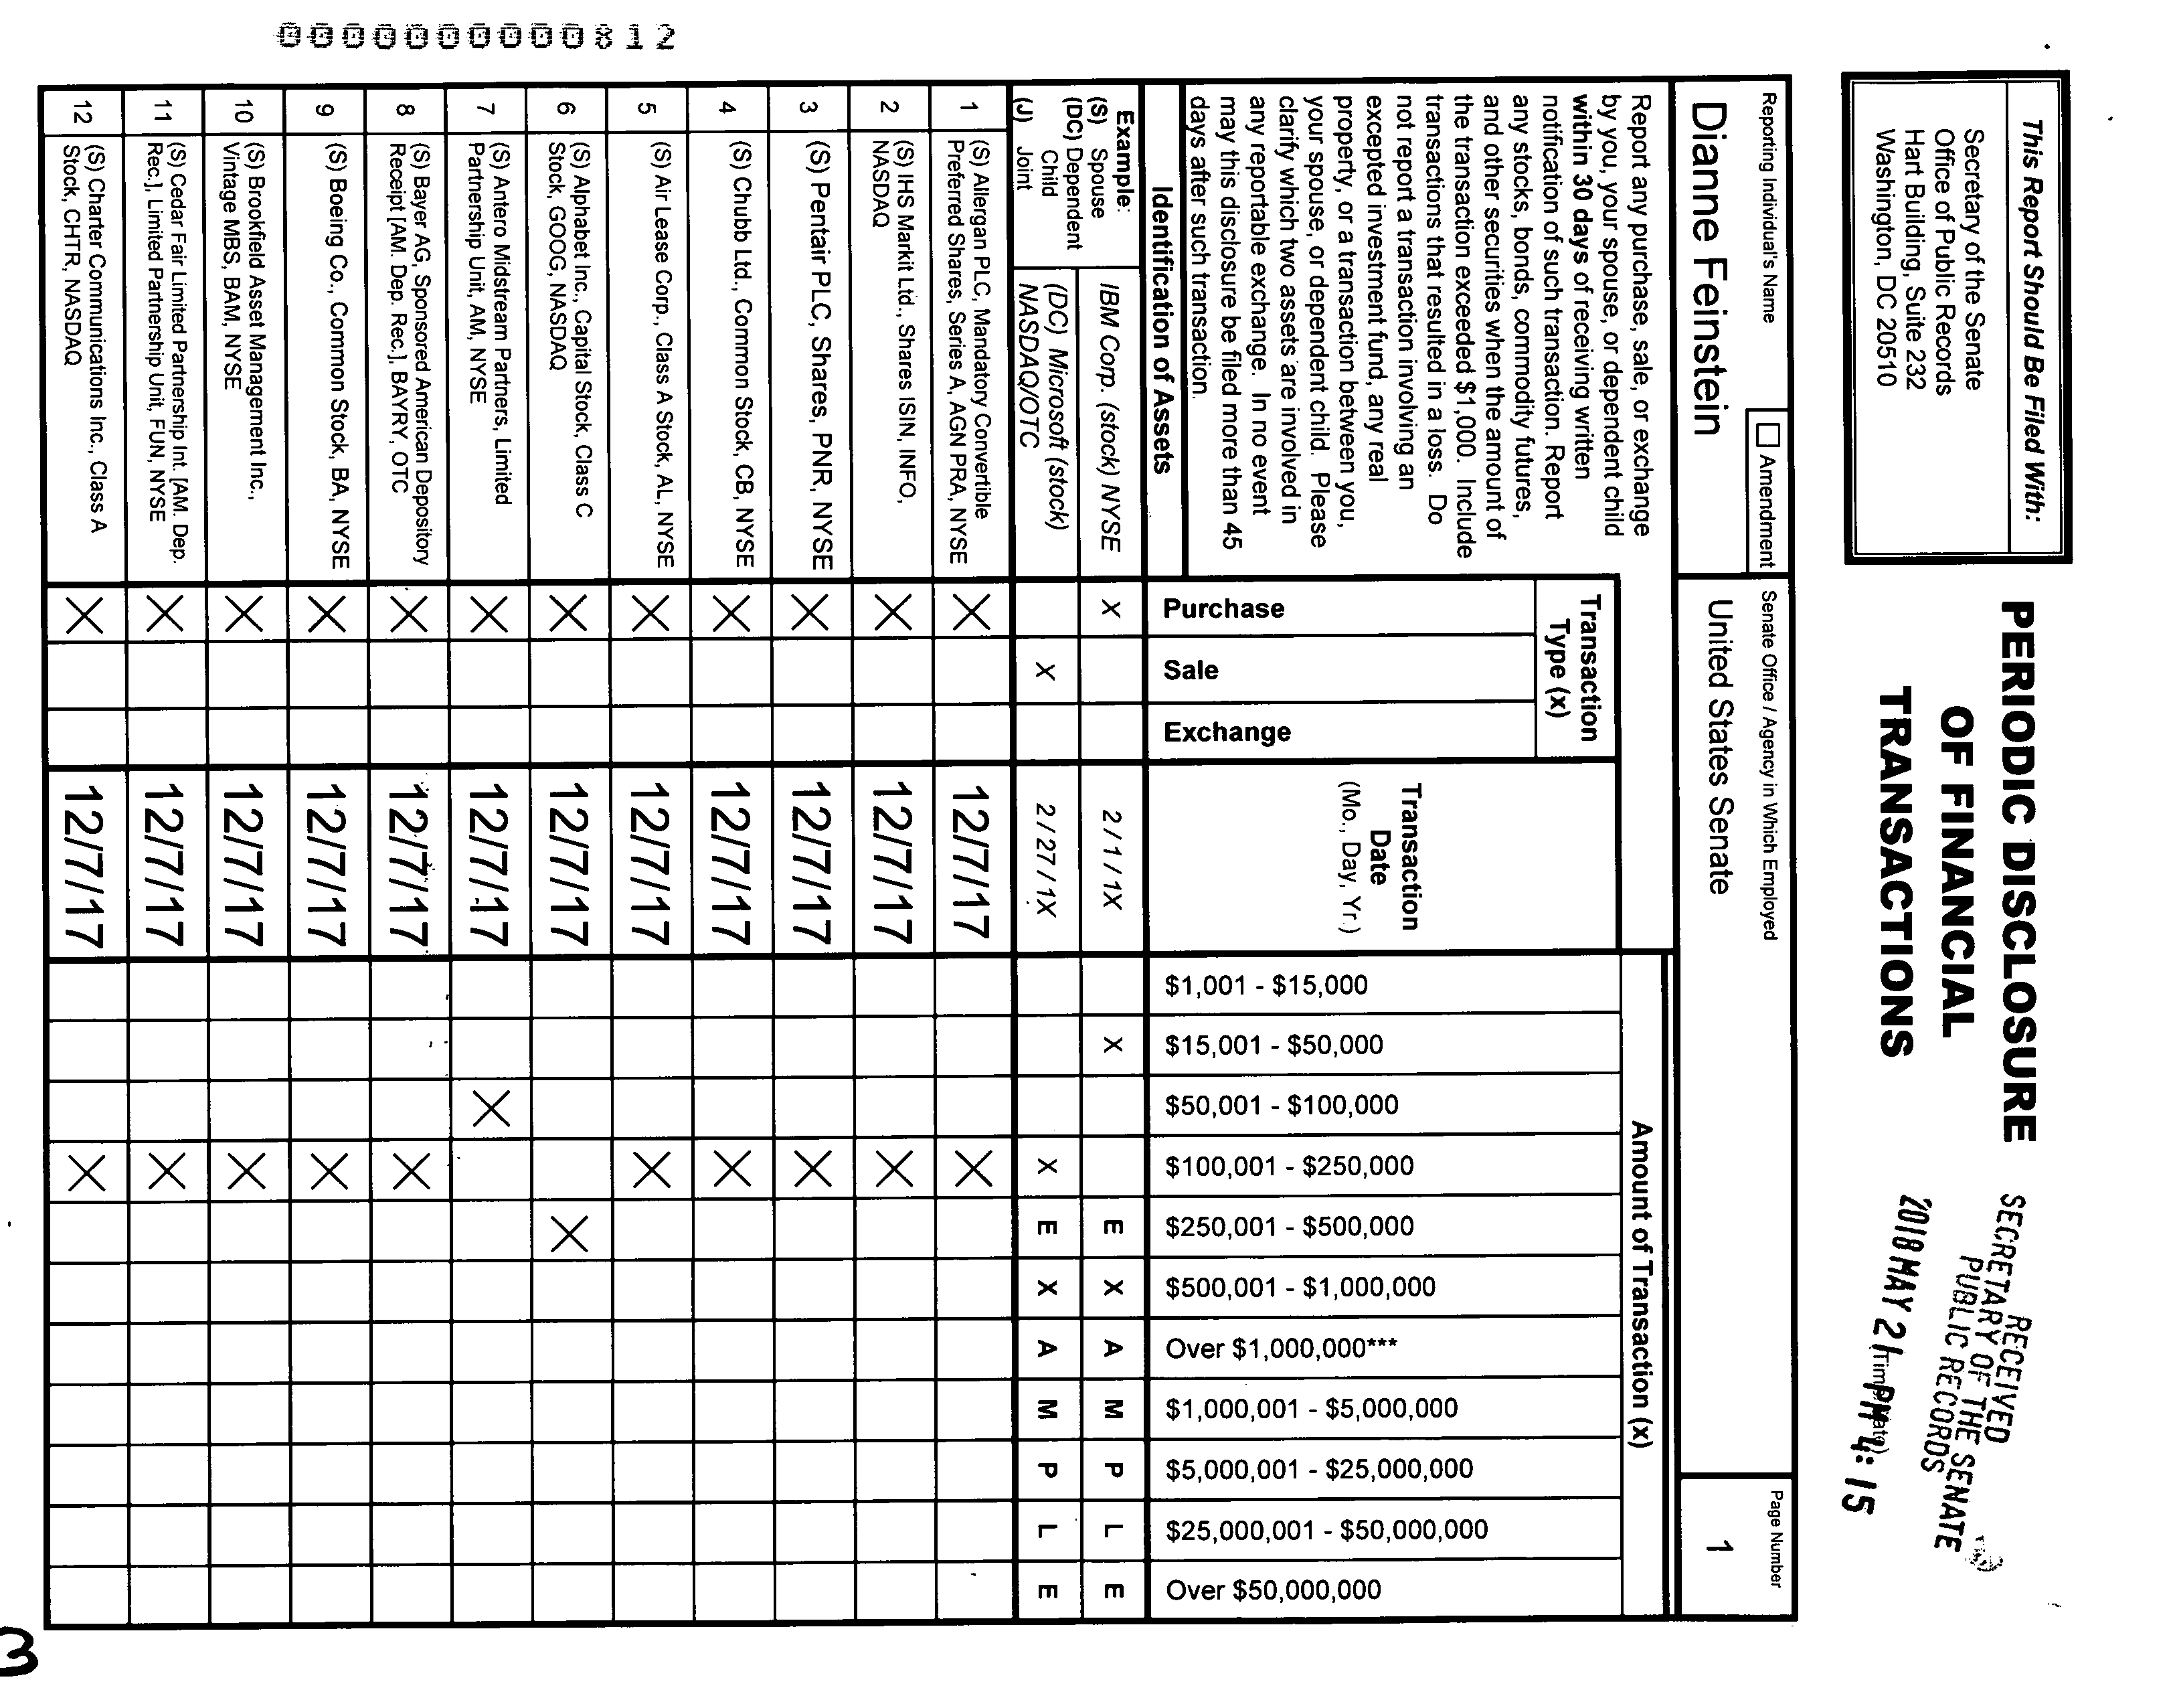 This Report Should Be Filed With:
Secretary of the Senate
Office of Public Records
Hart Building, Suite 232
Washington, DC 20510
PERIODIC DISCLOSURE
OF FINANCIAL
TRANSACTIONS
RECEIVED
SECRETARY OF THE SENATE
PUBLIC RECORDS
2018 MAY 21 PM 4:15
Reporting Individual's Name
☐ Amendment
Senate Office / Agency in Which Employed
Page Number
Dianne Feinstein
United States Senate
1
Report any purchase, sale, or exchange
by you, your spouse, or dependent child
within 30 days of receiving written
notification of such transaction. Report
any stocks, bonds, commodity futures,
and other securities when the amount of
the transaction exceeded $1,000. Include
transactions that resulted in a loss. Do
not report a transaction involving an
excepted investment fund, any real
property, or a transaction between you,
your spouse, or dependent child. Please
clarify which two assets are involved in
any reportable exchange. In no event
may this disclosure be filed more than 45
days after such transaction.
Identification of Assets
Transaction
Type (x)
Purchase
Sale
Exchange
Transaction
Date
(Mo., Day, Yr.)
Amount of Transaction (x)
$1,001 - $15,000
$15,001 - $50,000
$50,001 - $100,000
$100,001 - $250,000
$250,001 - $500,000
$500,001 - $1,000,000
Over $1,000,000***
$1,000,001 - $5,000,000
$5,000,001 - $25,000,000
$25,000,001 - $50,000,000
Over $50,000,000
Example:
(S) Spouse
(DC) Dependent
Child
(J) Joint
IBM Corp. (stock) NYSE X 2 / 1 / 1X X E X A M P L E
(DC) Microsoft (stock)
NASDAQ/OTC X 2 / 27 / 1X X E X A M P L E
1 (S) Allergan PLC, Mandatory Convertible
Preferred Shares, Series A, AGN PRA, NYSE X 12/7/17 X
2 (S) IHS Markit Ltd., Shares ISIN, INFO,
NASDAQ X 12/7/17 X
3 (S) Pentair PLC, Shares, PNR, NYSE X 12/7/17 X
4 (S) Chubb Ltd., Common Stock, CB, NYSE X 12/7/17 X
5 (S) Air Lease Corp., Class A Stock, AL, NYSE X 12/7/17 X
6 (S) Alphabet Inc., Capital Stock, Class C
Stock, GOOG, NASDAQ X 12/7/17 X
7 (S) Antero Midstream Partners, Limited
Partnership Unit, AM, NYSE X 12/7/17 X
8 (S) Bayer AG, Sponsored American Depository
Receipt [AM. Dep. Rec.], BAYRY, OTC X 12/7/17 X
9 (S) Boeing Co., Common Stock, BA, NYSE X 12/7/17 X
10 (S) Brookfield Asset Management Inc.,
Vintage MBS, BAM, NYSE X 12/7/17 X
11 (S) Cedar Fair Limited Partnership Int. [AM. Dep.
Rec.], Limited Partnership Unit, FUN, NYSE X 12/7/17 X
12 (S) Charter Communications Inc., Class A
Stock, CHTR, NASDAQ X 12/7/17 X
3